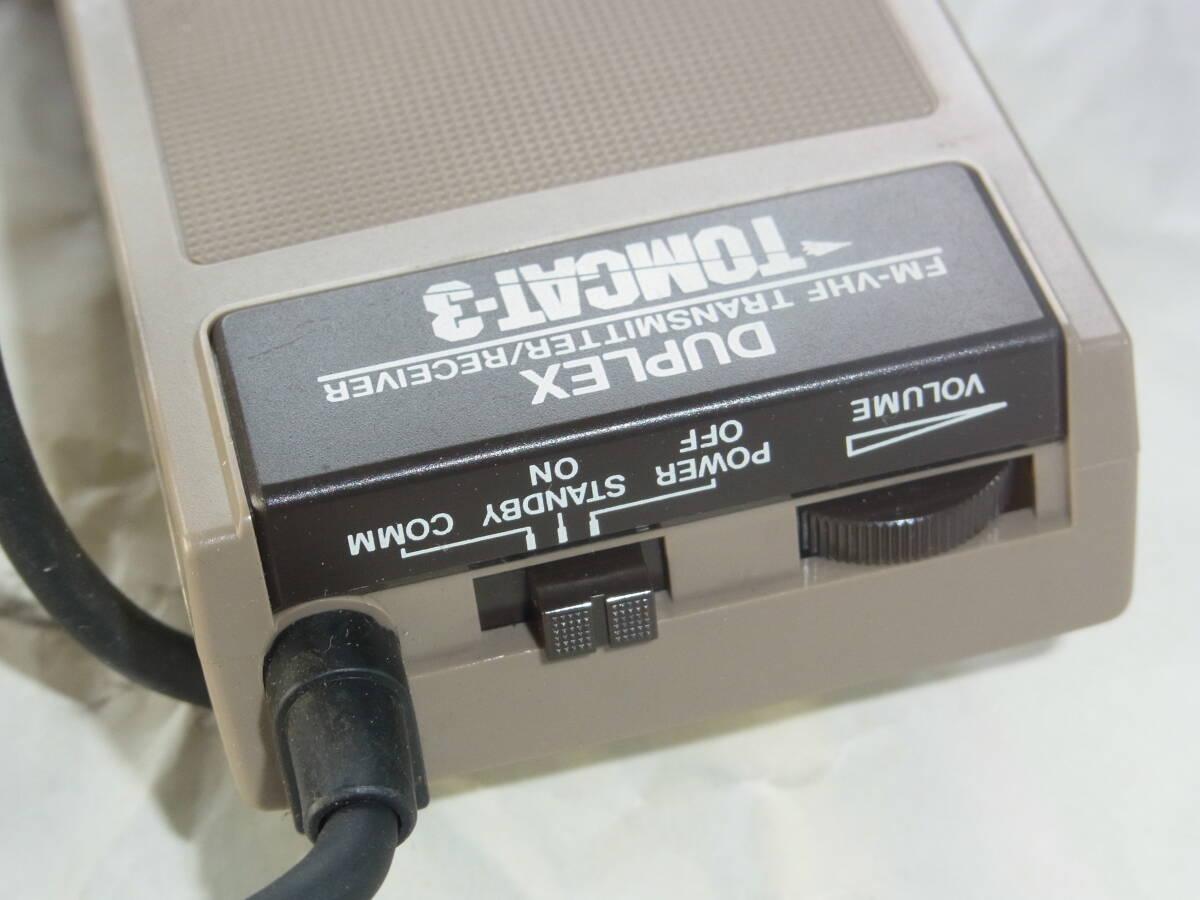 TOMCAT-3
FM-VHF TRANSMITTER/RECEIVER
DUPLEX
VOLUME
POWER STANDBY COMM
OFF ON